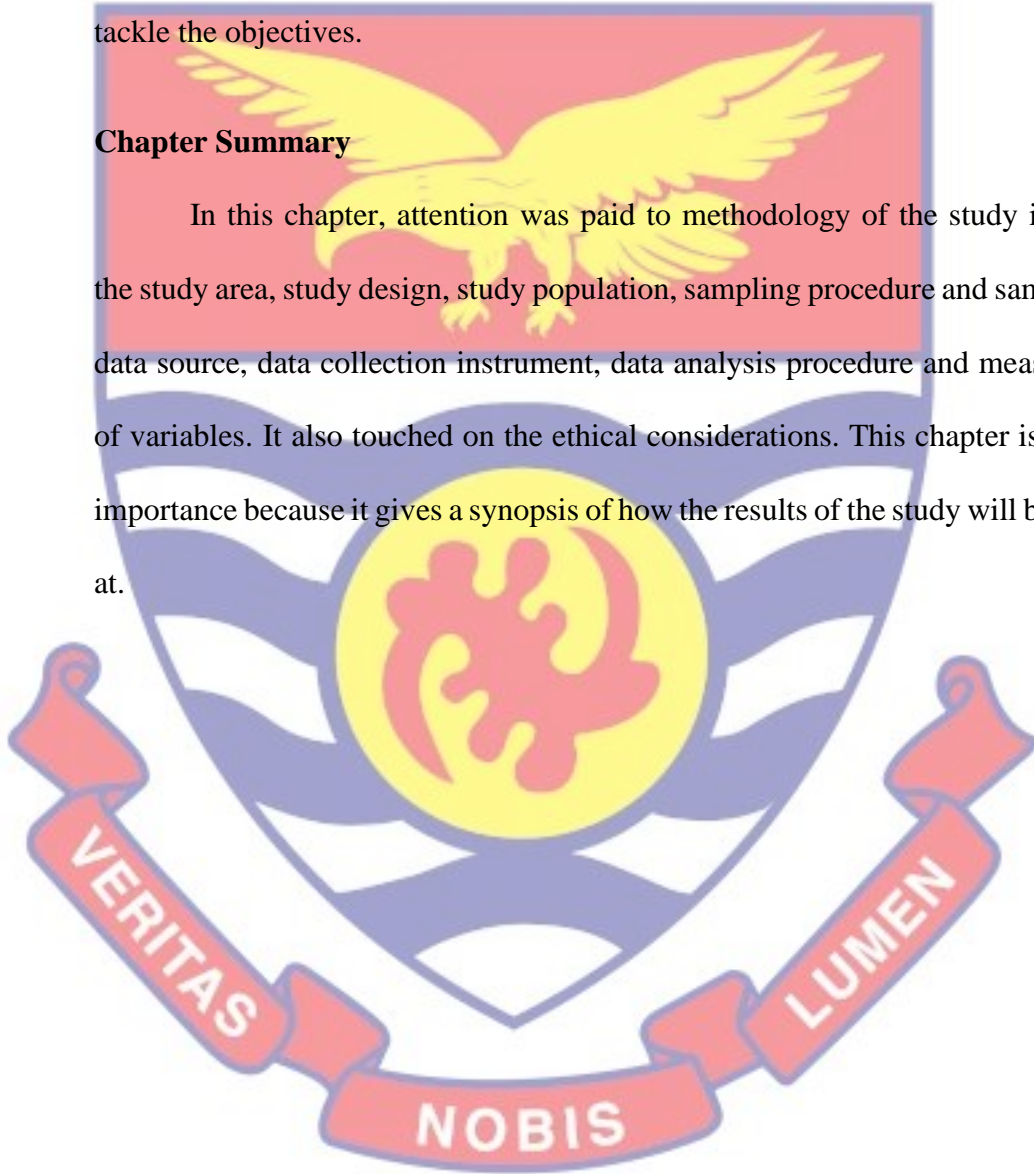 tackle the objectives.
Chapter Summary
In this chapter, attention was paid to methodology of the study
the study area, study design, study population, sampling procedure and
data source, data collection instrument, data analysis procedure and
of variables. It also touched on the ethical considerations. This chapter is
importance because it gives a synopsis of how the results of the study will
at.
VERITAS
NOBIS
LUMEN